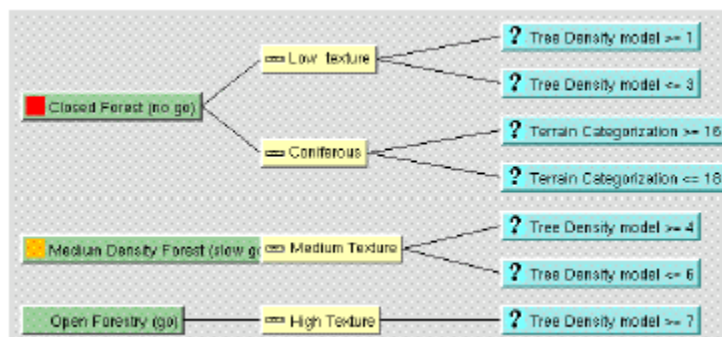 Closed Forest (no go)
Low texture
? Tree Density model >= 1
? Tree Density model <= 3
Coniferous
? Terrain Categorization >= 16
? Terrain Categorization <= 18
Medium Density Forest (slow go
Medium Texture
? Tree Density model >= 4
? Tree Density model <= 6
Open Forestry (go)
High Texture
? Tree Density model >= 7